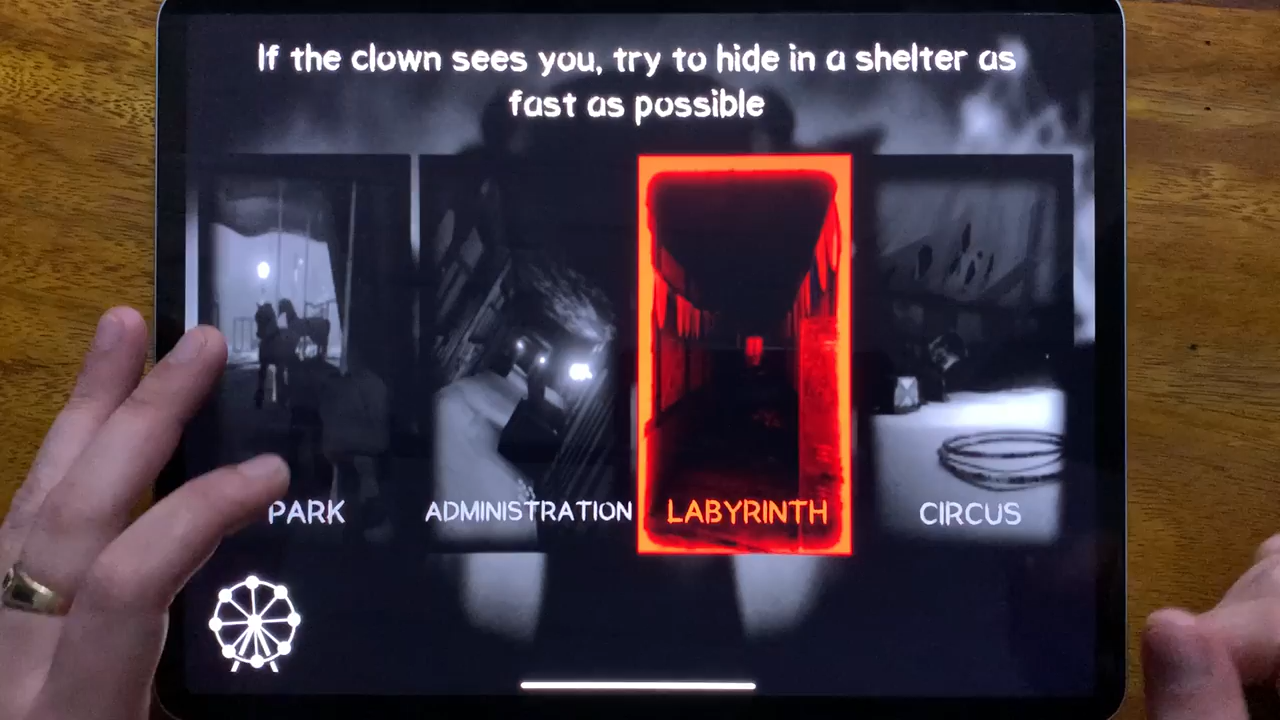 If the clown sees you, try to hide in a shelter as
fast as possible
PARK
ADMINISTRATION
LABYRINTH
CIRCUS